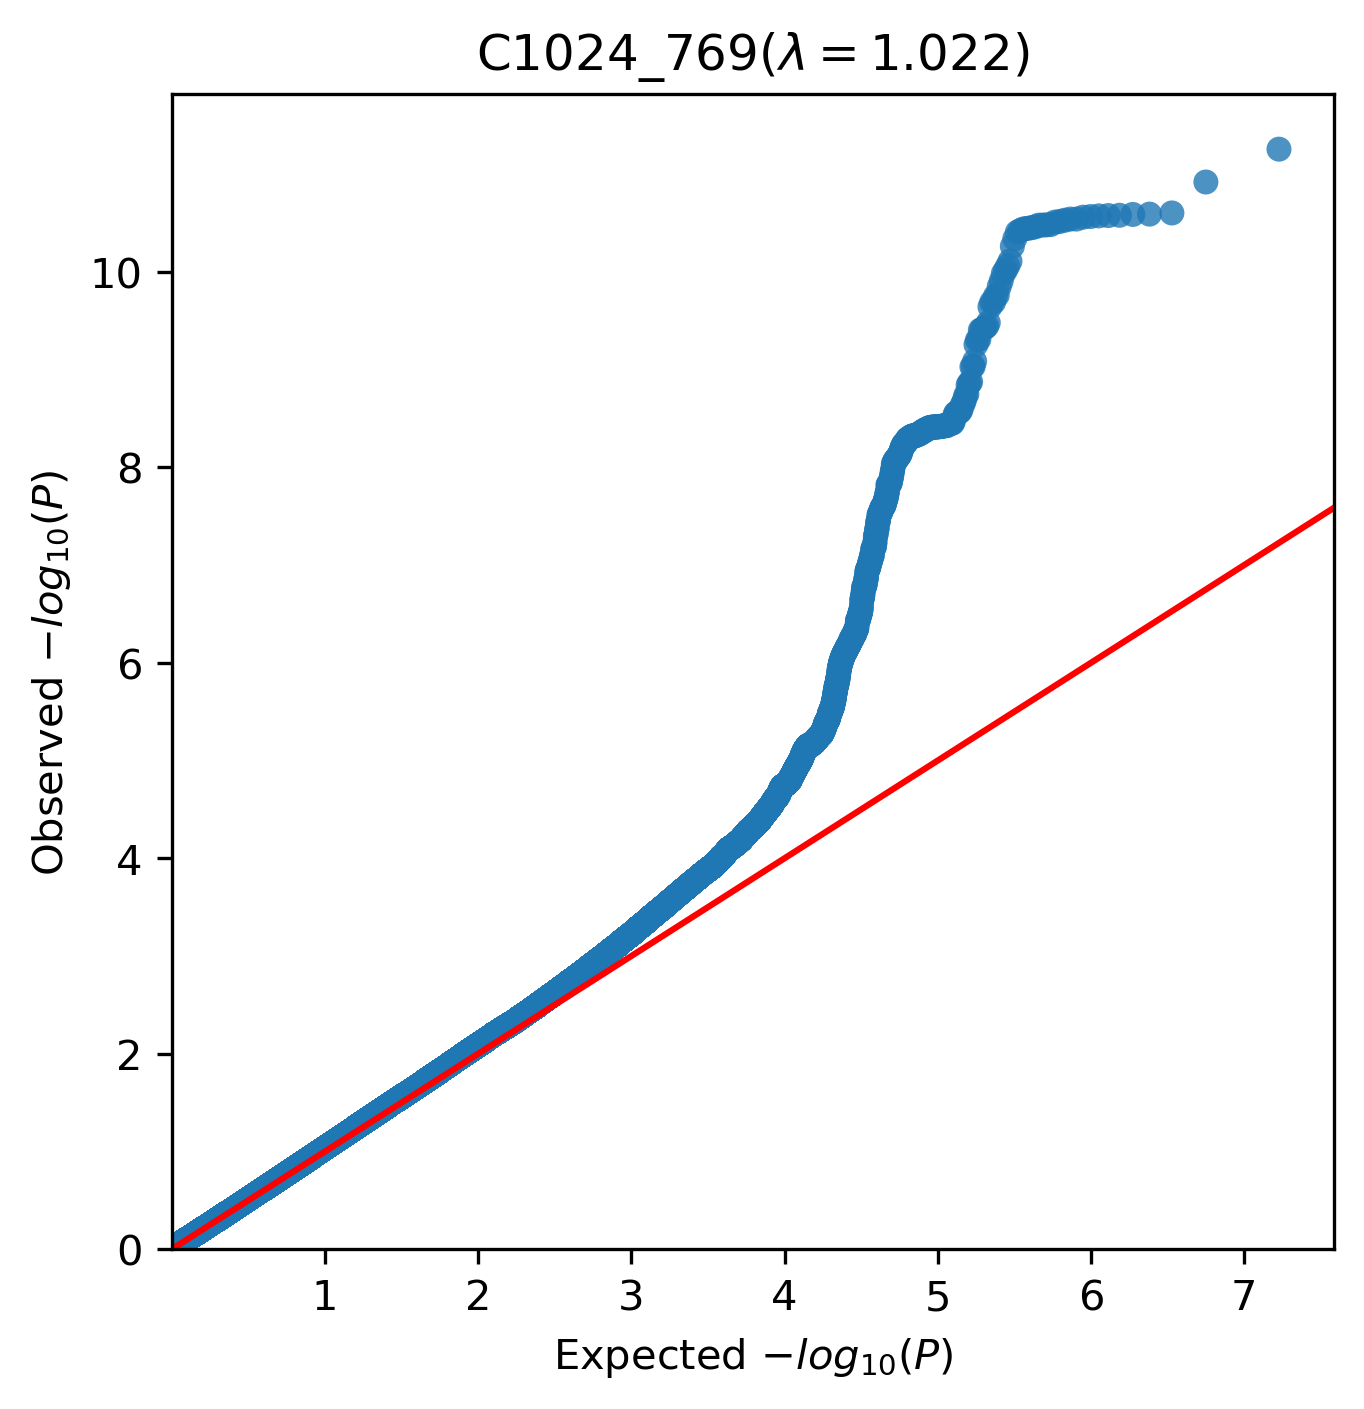 C1024_769(λ = 1.022)
Observed −log₁₀(P)
10
8
6
4
2
0
1 2 3 4 5 6 7
Expected −log₁₀(P)